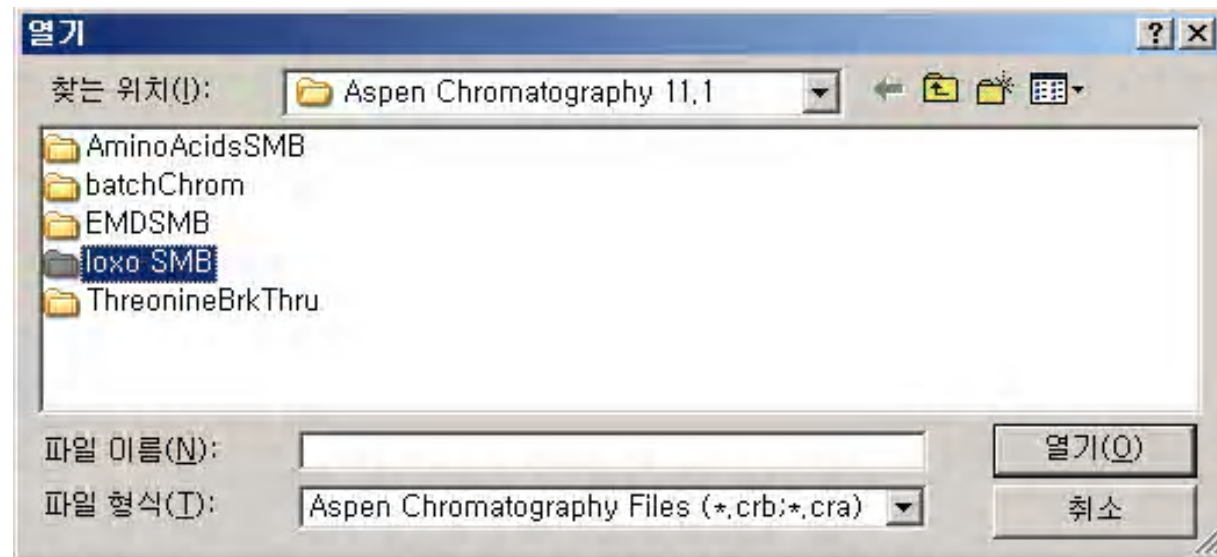 열기
찾는 위치(I): Aspen Chromatography 11,1
AminoAcidsSMB
batchChrom
EMDSMB
loxo-SMB
ThreonineBrkThru
파일 이름(N): 열기(O)
파일 형식(T): Aspen Chromatography Files (*,crb;*,cra) 취소